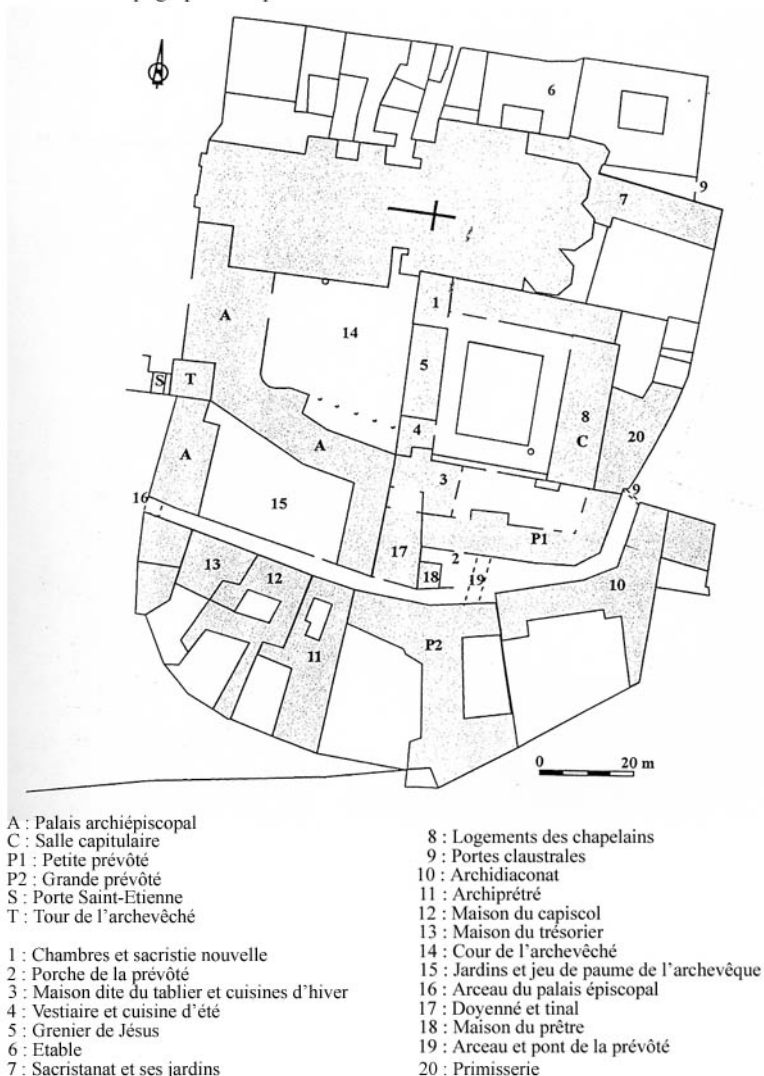 6
9
7
1
A
14
5
8
C
S
T
4
20
A
A
3
9
16
15
P1
17
2
13
12
18
19
10
11
P2
0 20 m
A : Palais archiépiscopal
C : Salle capitulaire
P1 : Petite prévôté
P2 : Grande prévôté
S : Porte Saint-Etienne
T : Tour de l'archevêché
1 : Chambres et sacristie nouvelle
2 : Porche de la prévôté
3 : Maison dite du tablier et cuisines d'hiver
4 : Vestiaire et cuisine d'été
5 : Grenier de Jésus
6 : Etable
7 : Sacristanat et ses jardins
8 : Logements des chapelains
9 : Portes claustrales
10 : Archidiaconat
11 : Archiprétré
12 : Maison du capiscol
13 : Maison du trésorier
14 : Cour de l'archevêché
15 : Jardins et jeu de paume de l'archevêque
16 : Arceau du palais épiscopal
17 : Doyenné et tinal
18 : Maison du prêtre
19 : Arceau et pont de la prévôté
20 : Primisserie